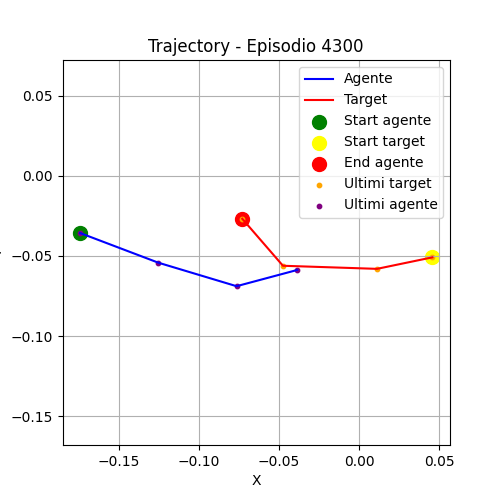 Trajectory - Episodio 4300
Agente
Target
Start agente
Start target
End agente
Ultimi target
Ultimi agente
0.05
0.00
−0.05
−0.10
−0.15
−0.15
−0.10
−0.05
0.00
0.05
X